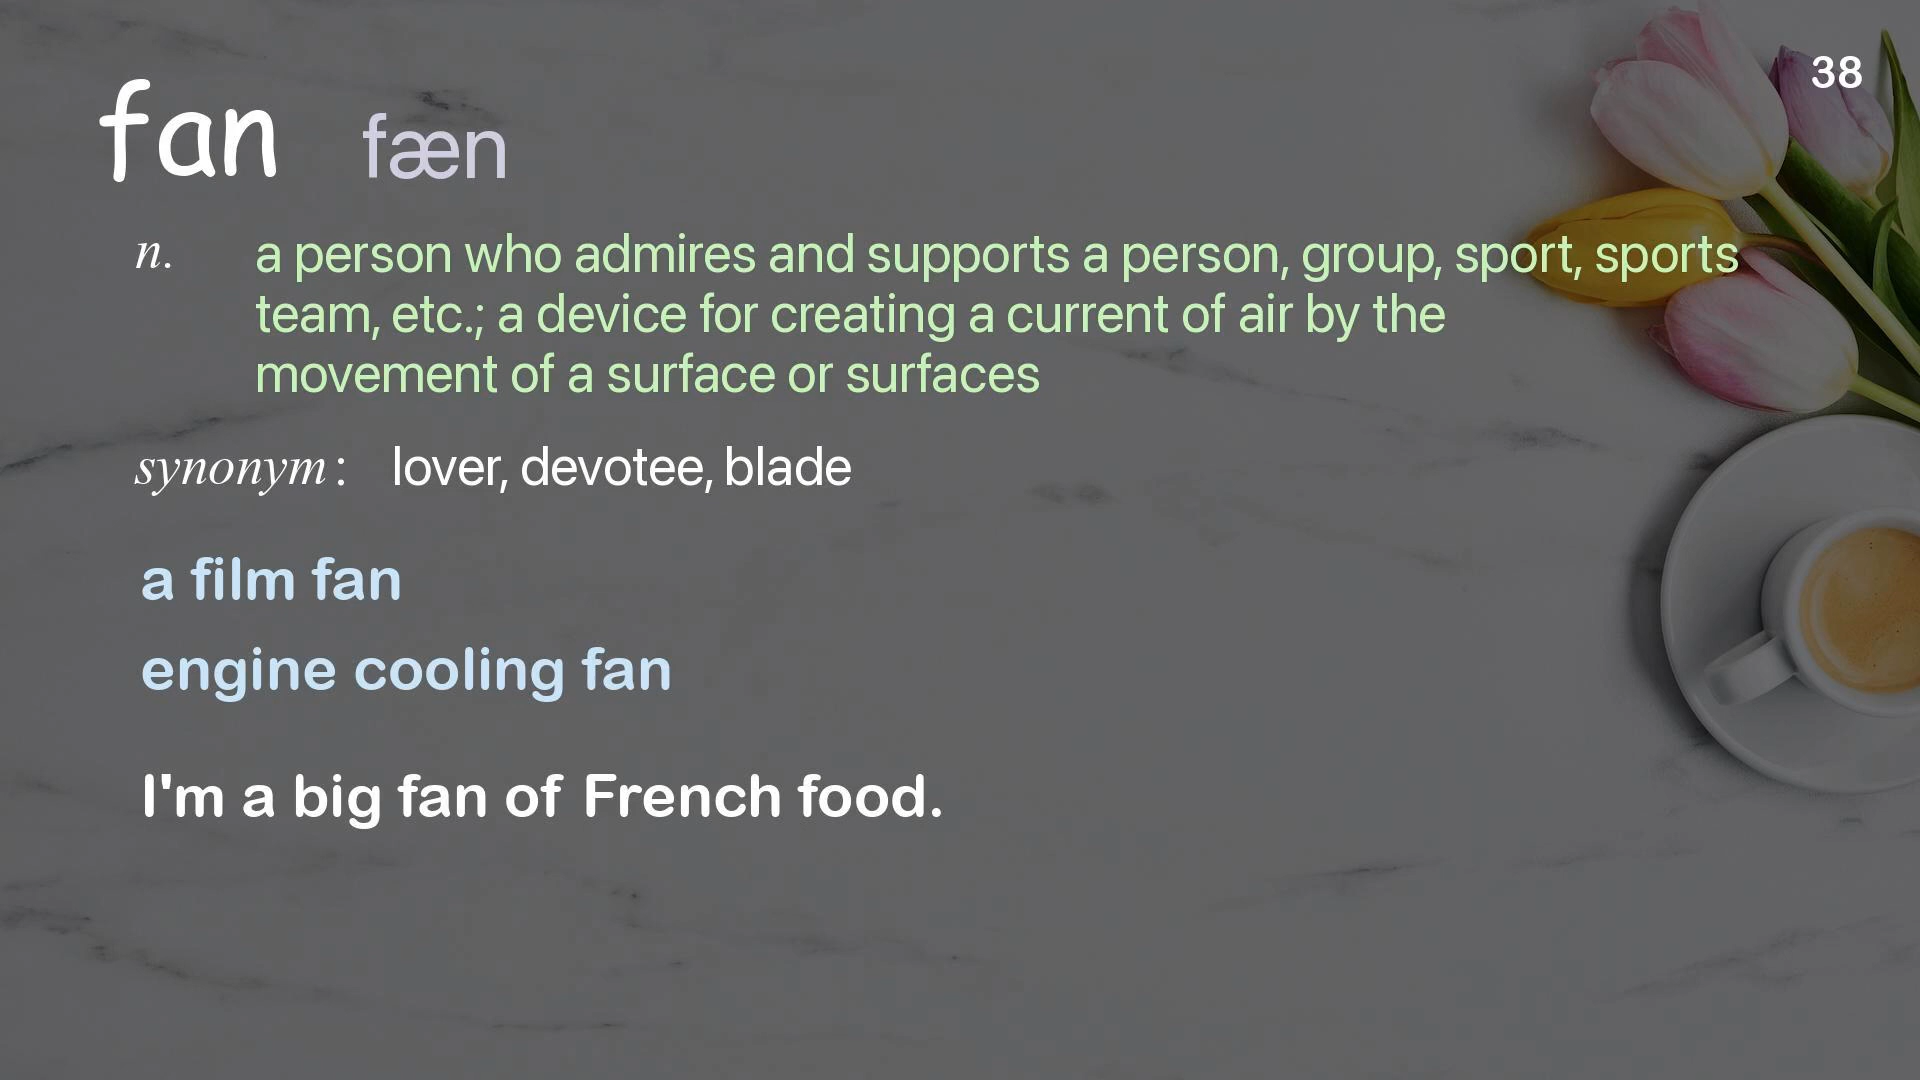 38
fan fæn
n. a person who admires and supports a person, group, sport, sports
team, etc.; a device for creating a current of air by the
movement of a surface or surfaces
synonym: lover, devotee, blade
a film fan
engine cooling fan
I'm a big fan of French food.